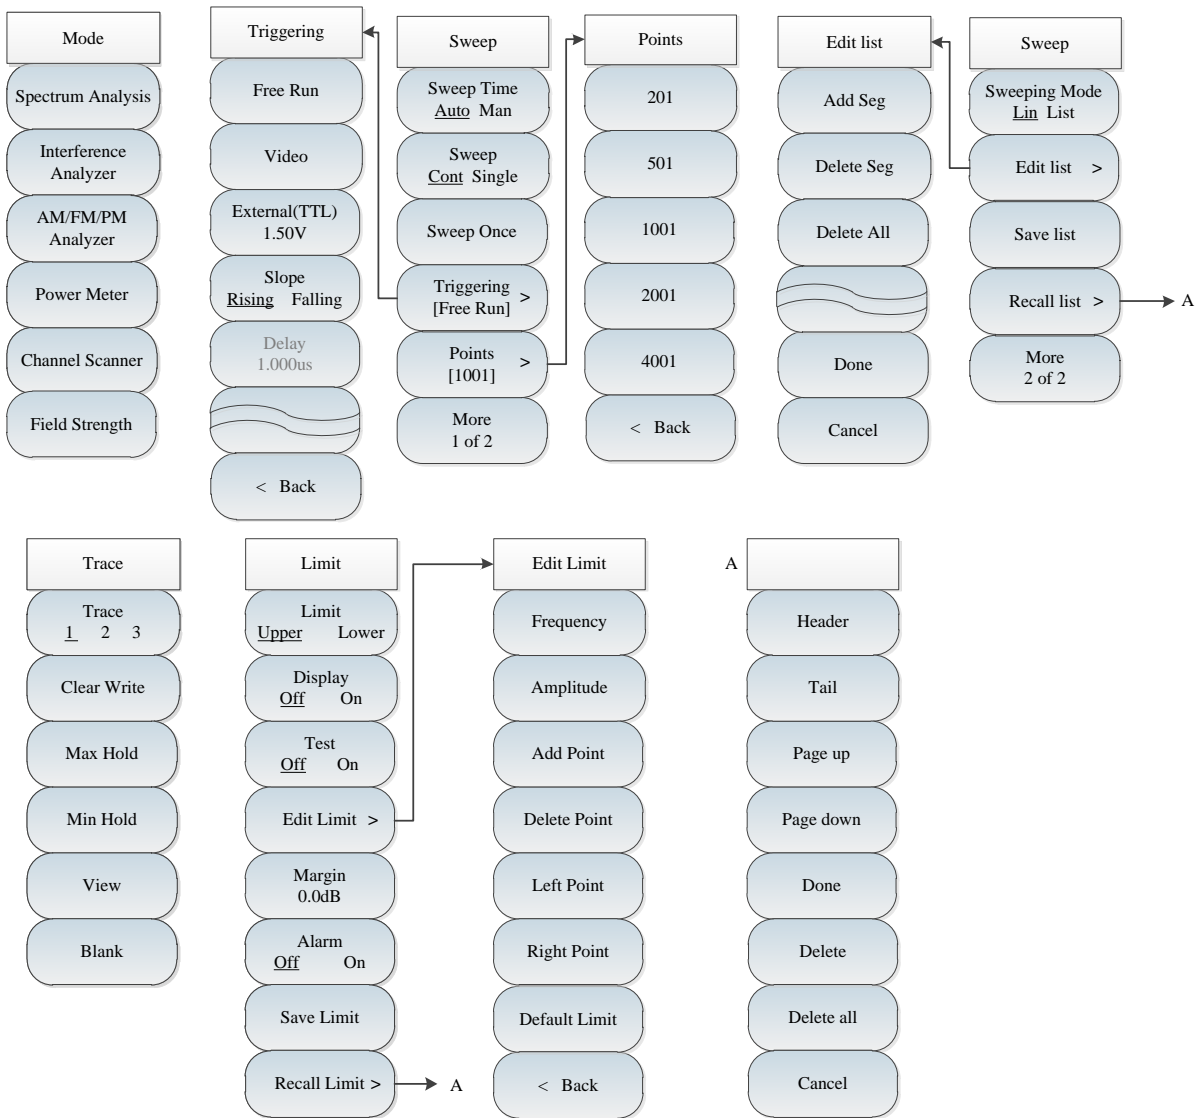 Mode
Spectrum Analysis
Interference
Analyzer
AM/FM/PM
Analyzer
Power Meter
Channel Scanner
Field Strength
Triggering
Free Run
Video
External(TTL)
1.50V
Slope
Rising Falling
Delay
1.000us
< Back
Sweep
Sweep Time
Auto Man
Sweep
Cont Single
Sweep Once
Triggering
[Free Run] >
Points
[1001] >
More
1 of 2
Points
201
501
1001
2001
4001
< Back
Edit list
Add Seg
Delete Seg
Delete All
Done
Cancel
Sweep
Sweeping Mode
Lin List
Edit list >
Save list
Recall list > A
More
2 of 2
Trace
Trace
1 2 3
Clear Write
Max Hold
Min Hold
View
Blank
Limit
Limit
Upper Lower
Display
Off On
Test
Off On
Edit Limit >
Margin
0.0dB
Alarm
Off On
Save Limit
Recall Limit > A
Edit Limit
Frequency
Amplitude
Add Point
Delete Point
Left Point
Right Point
Default Limit
< Back
A
Header
Tail
Page up
Page down
Done
Delete
Delete all
Cancel